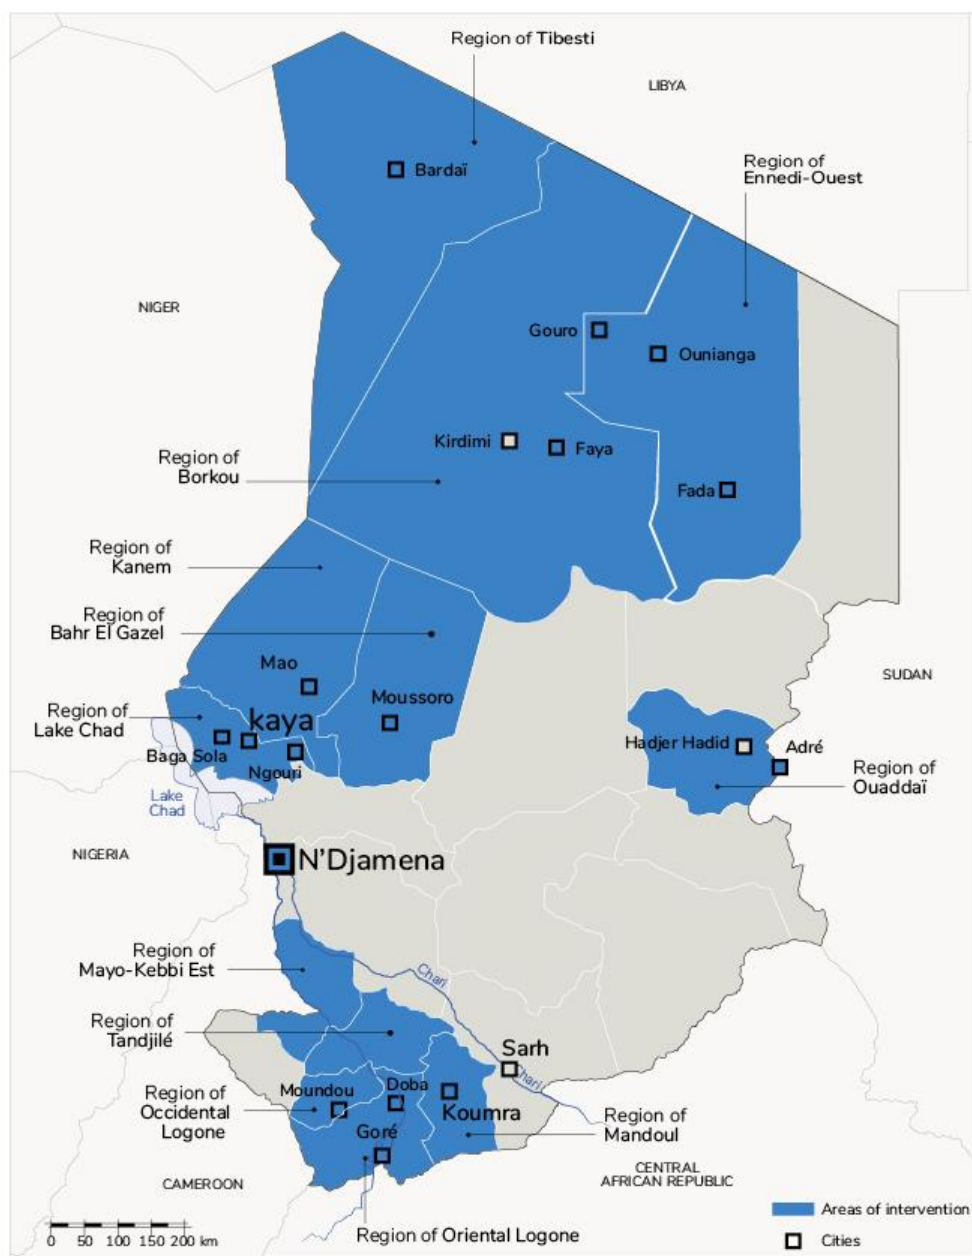 Region of Tibesti
LIBYA
Region of
Ennedi-Ouest
Bardaï
NIGER
Gouro
Ounianga
Kirdimi
Faya
Region of
Borkou
Fada
Region of
Kanem
Region of
Bahr El Gazel
Mao
SUDAN
Moussoro
Region of
Lake Chad
kaya
Hadjer Hadid
Adré
Baga Sola
Ngouri
Region of
Ouaddaï
Lake
Chad
NIGERIA
N'Djamena
Region of
Mayo-Kebbi Est
Chari
Region of
Tandjilé
Sarh
Chari
Moundou
Doba
Region of
Occidental
Logone
Koumra
Goré
Region of
Mandoul
CENTRAL
AFRICAN REPUBLIC
CAMEROON
Areas of intervention
0 50 100 150 200 km
Region of Oriental Logone
Cities